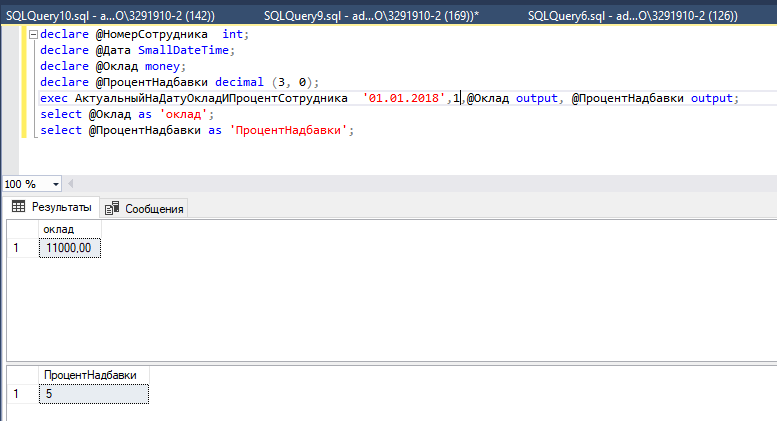 SQLQuery10.sql - a...O\3291910-2 (142))
SQLQuery9.sql - ad...O\3291910-2 (169))*
SQLQuery6.sql - ad...O\3291910-2 (126))
declare @НомерСотрудника  int;
declare @Дата SmallDateTime;
declare @Оклад money;
declare @ПроцентНадбавки decimal (3, 0);
exec АктуальныйНаДатуОкладИПроцентСотрудника  '01.01.2018',1,@Оклад output, @ПроцентНадбавки output;
select @Оклад as 'оклад';
select @ПроцентНадбавки as 'ПроцентНадбавки';
100 %
Результаты
Сообщения
оклад
1 11000,00
ПроцентНадбавки
1 5